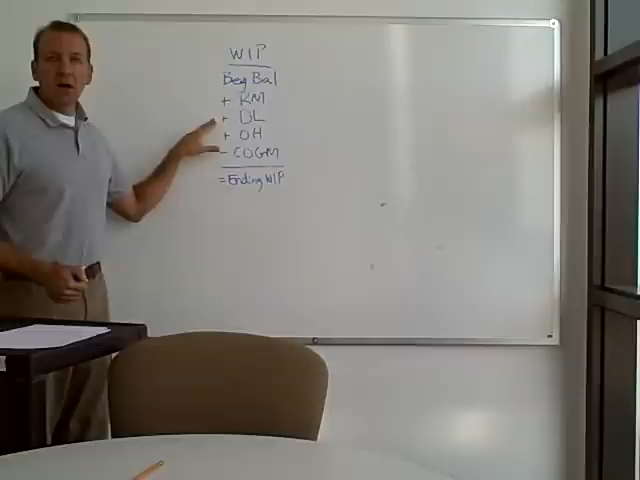 WIP
Beg Bal
+ RM
+ DL
+ OH
- COGM
= Ending WIP